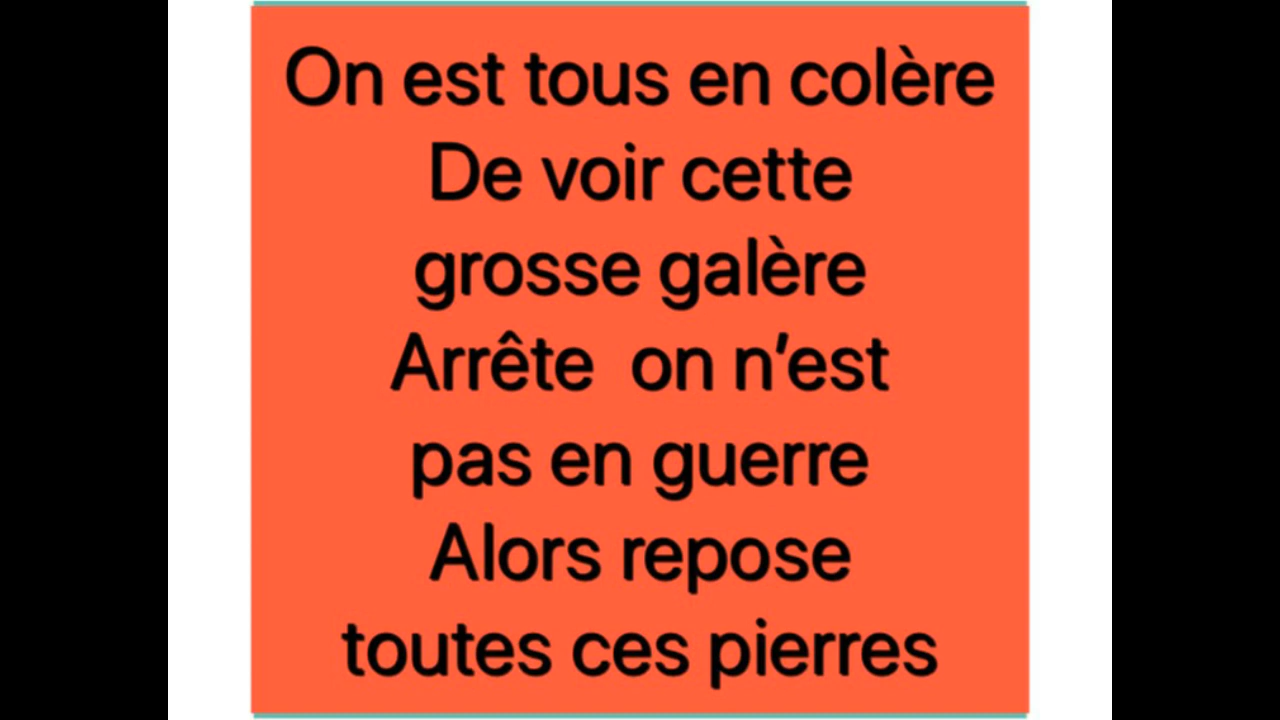 On est tous en colère
De voir cette
grosse galère
Arrête  on n’est
pas en guerre
Alors repose
toutes ces pierres